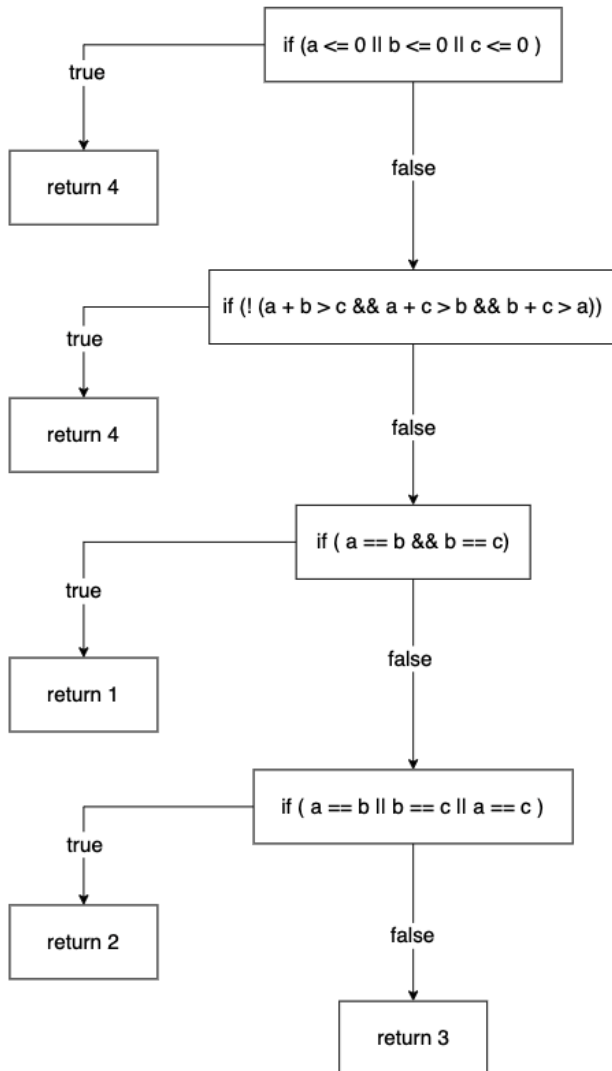 if (a <= 0 || b <= 0 || c <= 0 )
true
return 4
false
if (! (a + b > c && a + c > b && b + c > a))
true
return 4
false
if ( a == b && b == c)
true
return 1
false
if ( a == b || b == c || a == c )
true
return 2
false
return 3